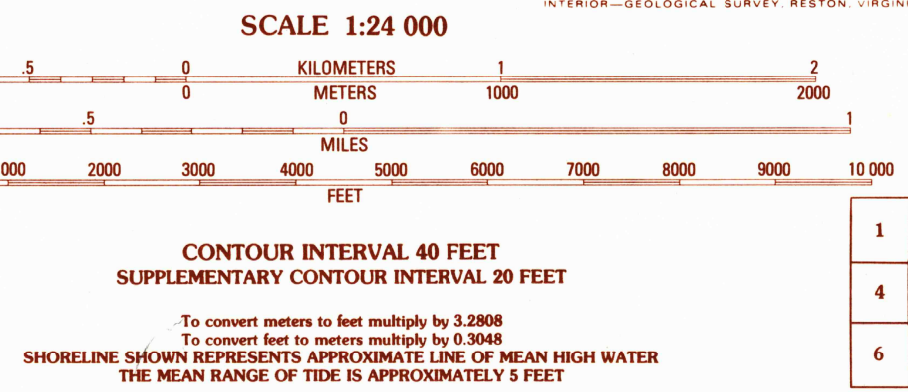 INTERIOR—GEOLOGICAL SURVEY, RESTON, VIRGINI
SCALE 1:24 000
.5 0 KILOMETERS 1 2
0 METERS 1000 2000
.5 0 1
MILES
000 2000 3000 4000 5000 6000 7000 8000 9000 10 000
FEET
1
CONTOUR INTERVAL 40 FEET
SUPPLEMENTARY CONTOUR INTERVAL 20 FEET
4
To convert meters to feet multiply by 3.2808
To convert feet to meters multiply by 0.3048
SHORELINE SHOWN REPRESENTS APPROXIMATE LINE OF MEAN HIGH WATER
6
THE MEAN RANGE OF TIDE IS APPROXIMATELY 5 FEET